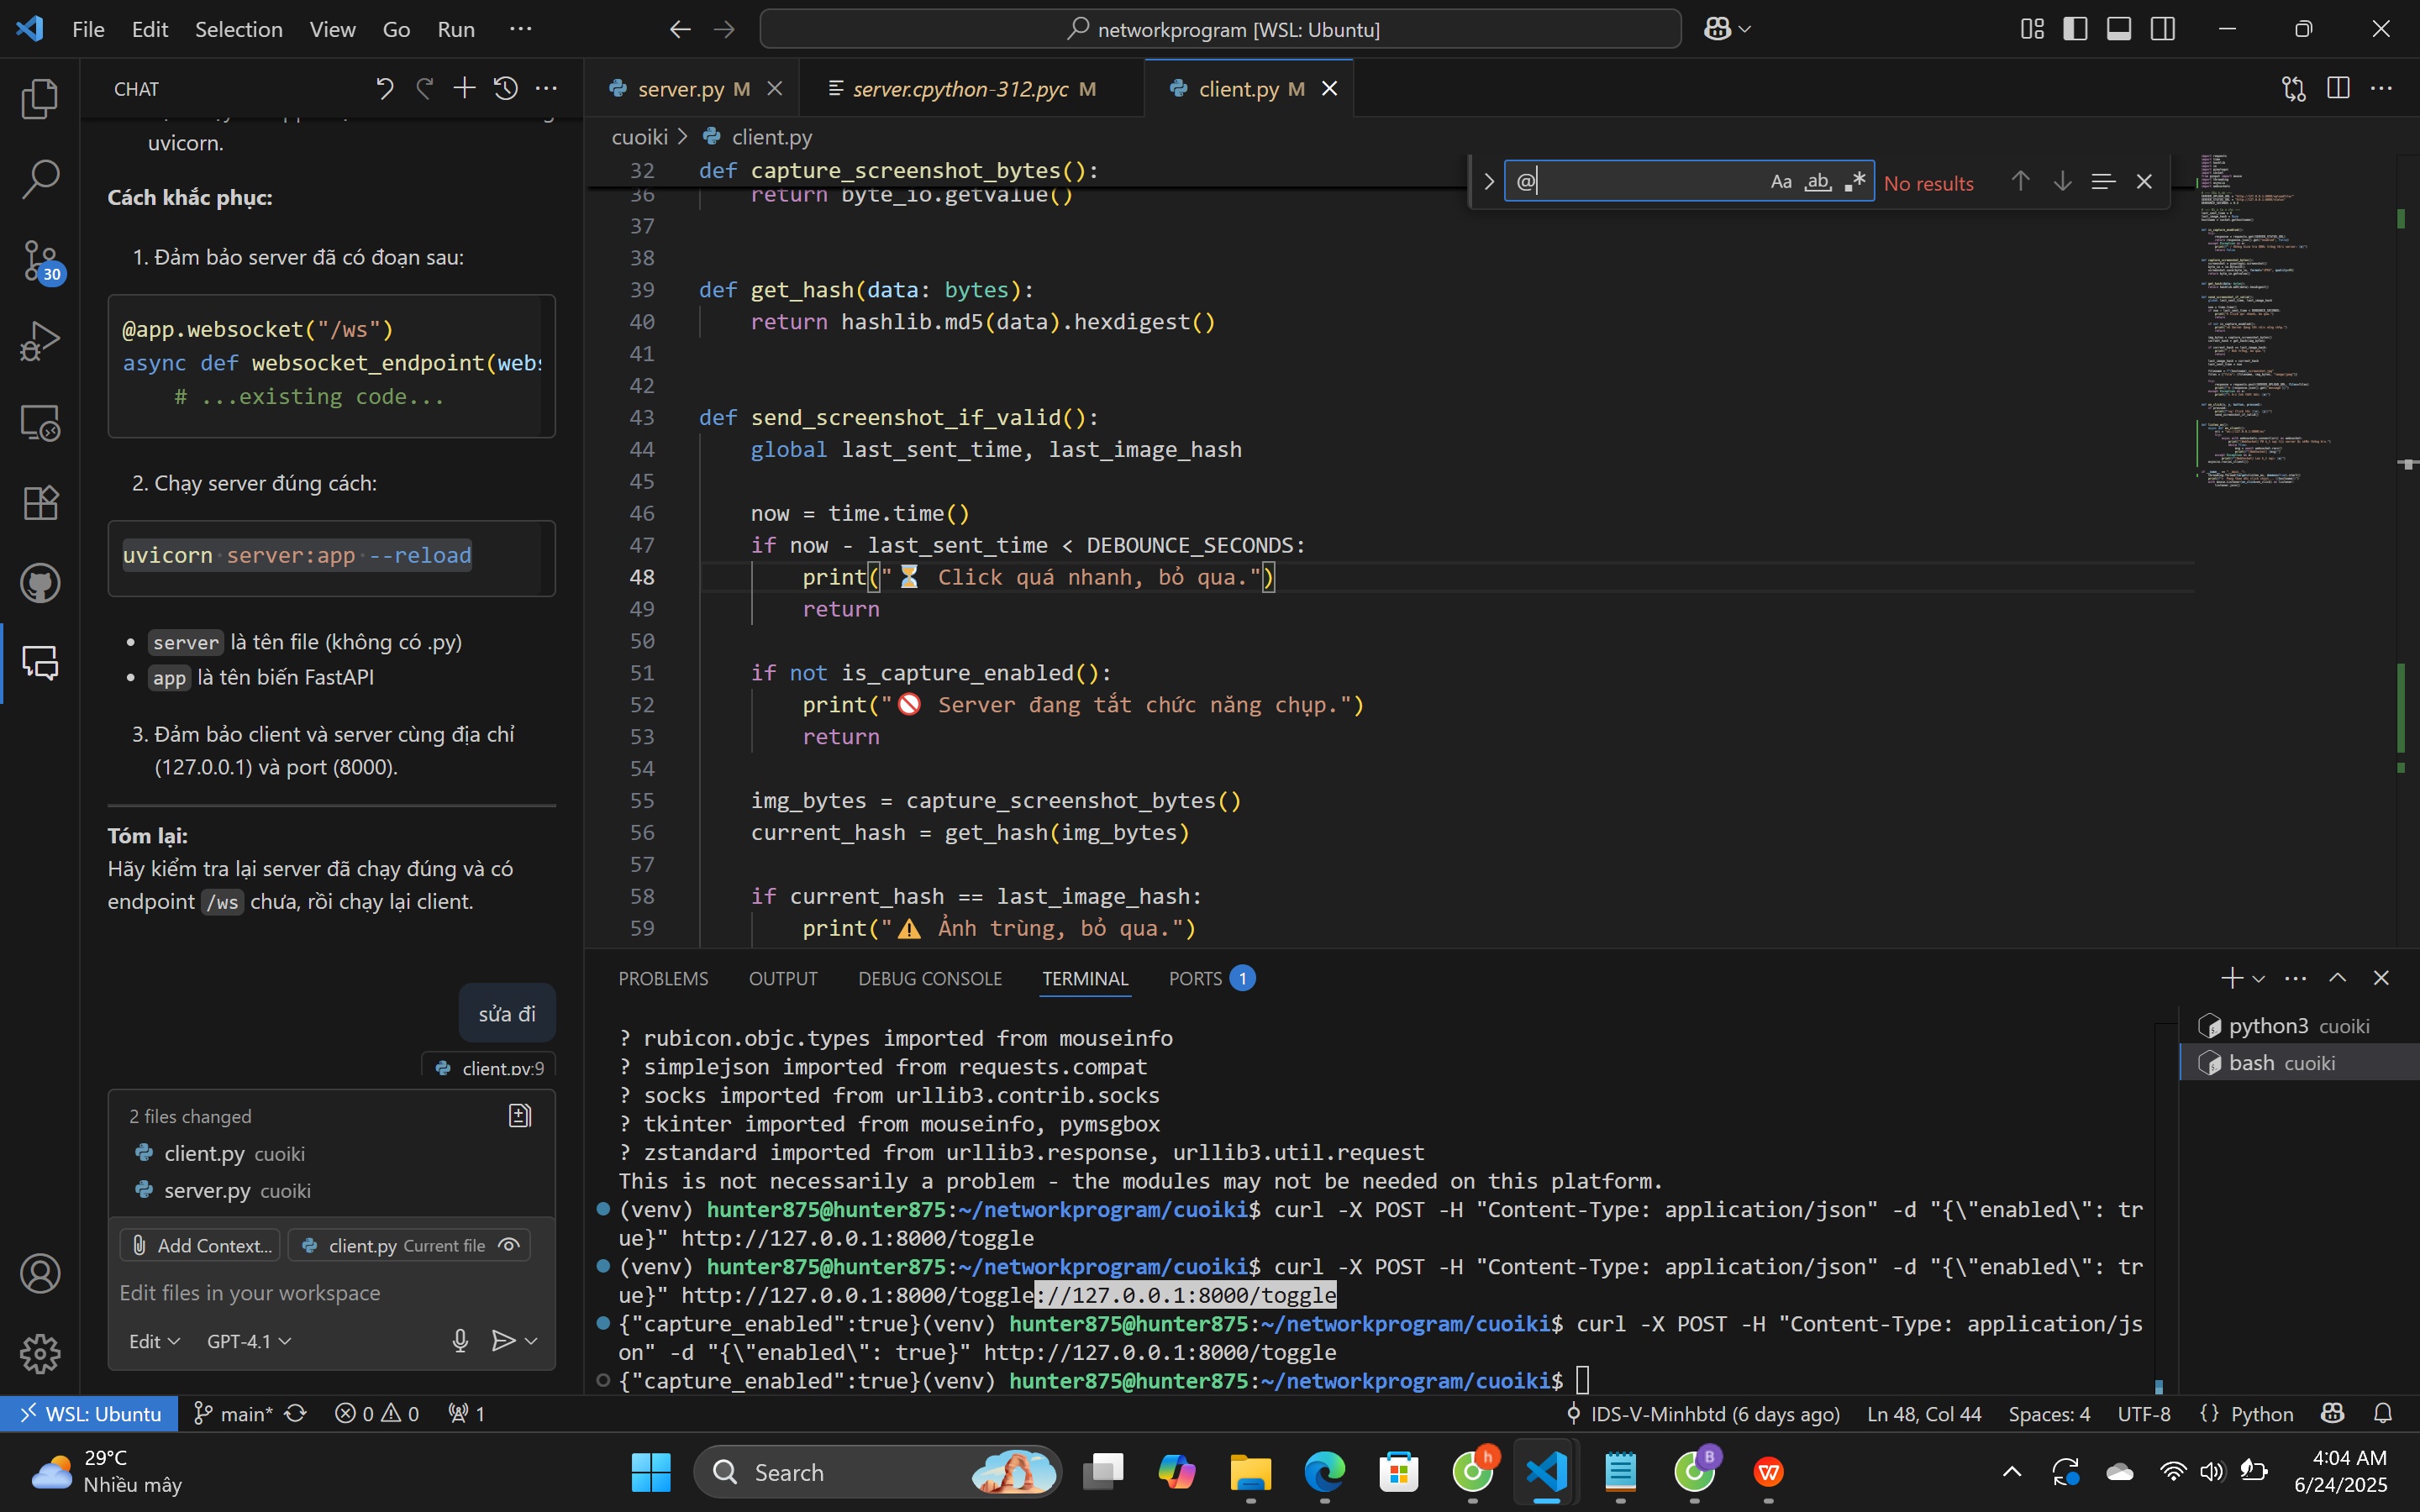 File Edit Selection View Go Run ···
networkprogram [WSL: Ubuntu]
CHAT
uvicorn.
Cách khắc phục:
1. Đảm bảo server đã có đoạn sau:
@app.websocket("/ws")
async def websocket_endpoint(webs
# ...existing code...
2. Chạy server đúng cách:
uvicorn server:app --reload
server là tên file (không có .py)
app là tên biến FastAPI
3. Đảm bảo client và server cùng địa chỉ
(127.0.0.1) và port (8000).
Tóm lại:
Hãy kiểm tra lại server đã chạy đúng và có
endpoint /ws chưa, rồi chạy lại client.
sửa đi
client.py:9
2 files changed
client.py cuoiki
server.py cuoiki
Add Context... client.py Current file
Edit files in your workspace
Edit GPT-4.1
30
server.py M
server.cpython-312.pyc M
client.py M
cuoiki > client.py
@ Aa ab .* No results
32 def capture_screenshot_bytes():
36 return byte_io.getvalue()
37
38
39 def get_hash(data: bytes):
40 return hashlib.md5(data).hexdigest()
41
42
43 def send_screenshot_if_valid():
44 global last_sent_time, last_image_hash
45
46 now = time.time()
47 if now - last_sent_time < DEBOUNCE_SECONDS:
48 print("⏳ Click quá nhanh, bỏ qua.")
49 return
50
51 if not is_capture_enabled():
52 print("🚫 Server đang tắt chức năng chụp.")
53 return
54
55 img_bytes = capture_screenshot_bytes()
56 current_hash = get_hash(img_bytes)
57
58 if current_hash == last_image_hash:
59 print("⚠️ Ảnh trùng, bỏ qua.")
PROBLEMS OUTPUT DEBUG CONSOLE TERMINAL PORTS 1
? rubicon.objc.types imported from mouseinfo
? simplejson imported from requests.compat
? socks imported from urllib3.contrib.socks
? tkinter imported from mouseinfo, pymsgbox
? zstandard imported from urllib3.response, urllib3.util.request
This is not necessarily a problem - the modules may not be needed on this platform.
(venv) hunter875@hunter875:~/networkprogram/cuoiki$ curl -X POST -H "Content-Type: application/json" -d "{\"enabled\": tr
ue}" http://127.0.0.1:8000/toggle
(venv) hunter875@hunter875:~/networkprogram/cuoiki$ curl -X POST -H "Content-Type: application/json" -d "{\"enabled\": tr
ue}" http://127.0.0.1:8000/toggle://127.0.0.1:8000/toggle
{"capture_enabled":true}(venv) hunter875@hunter875:~/networkprogram/cuoiki$ curl -X POST -H "Content-Type: application/js
on" -d "{\"enabled\": true}" http://127.0.0.1:8000/toggle
{"capture_enabled":true}(venv) hunter875@hunter875:~/networkprogram/cuoiki$
python3 cuoiki
bash cuoiki
WSL: Ubuntu main* 0 0 1
IDS-V-Minhbtd (6 days ago) Ln 48, Col 44 Spaces: 4 UTF-8 {} Python
29°C
Nhiều mây
Search
h
B
4:04 AM
6/24/2025